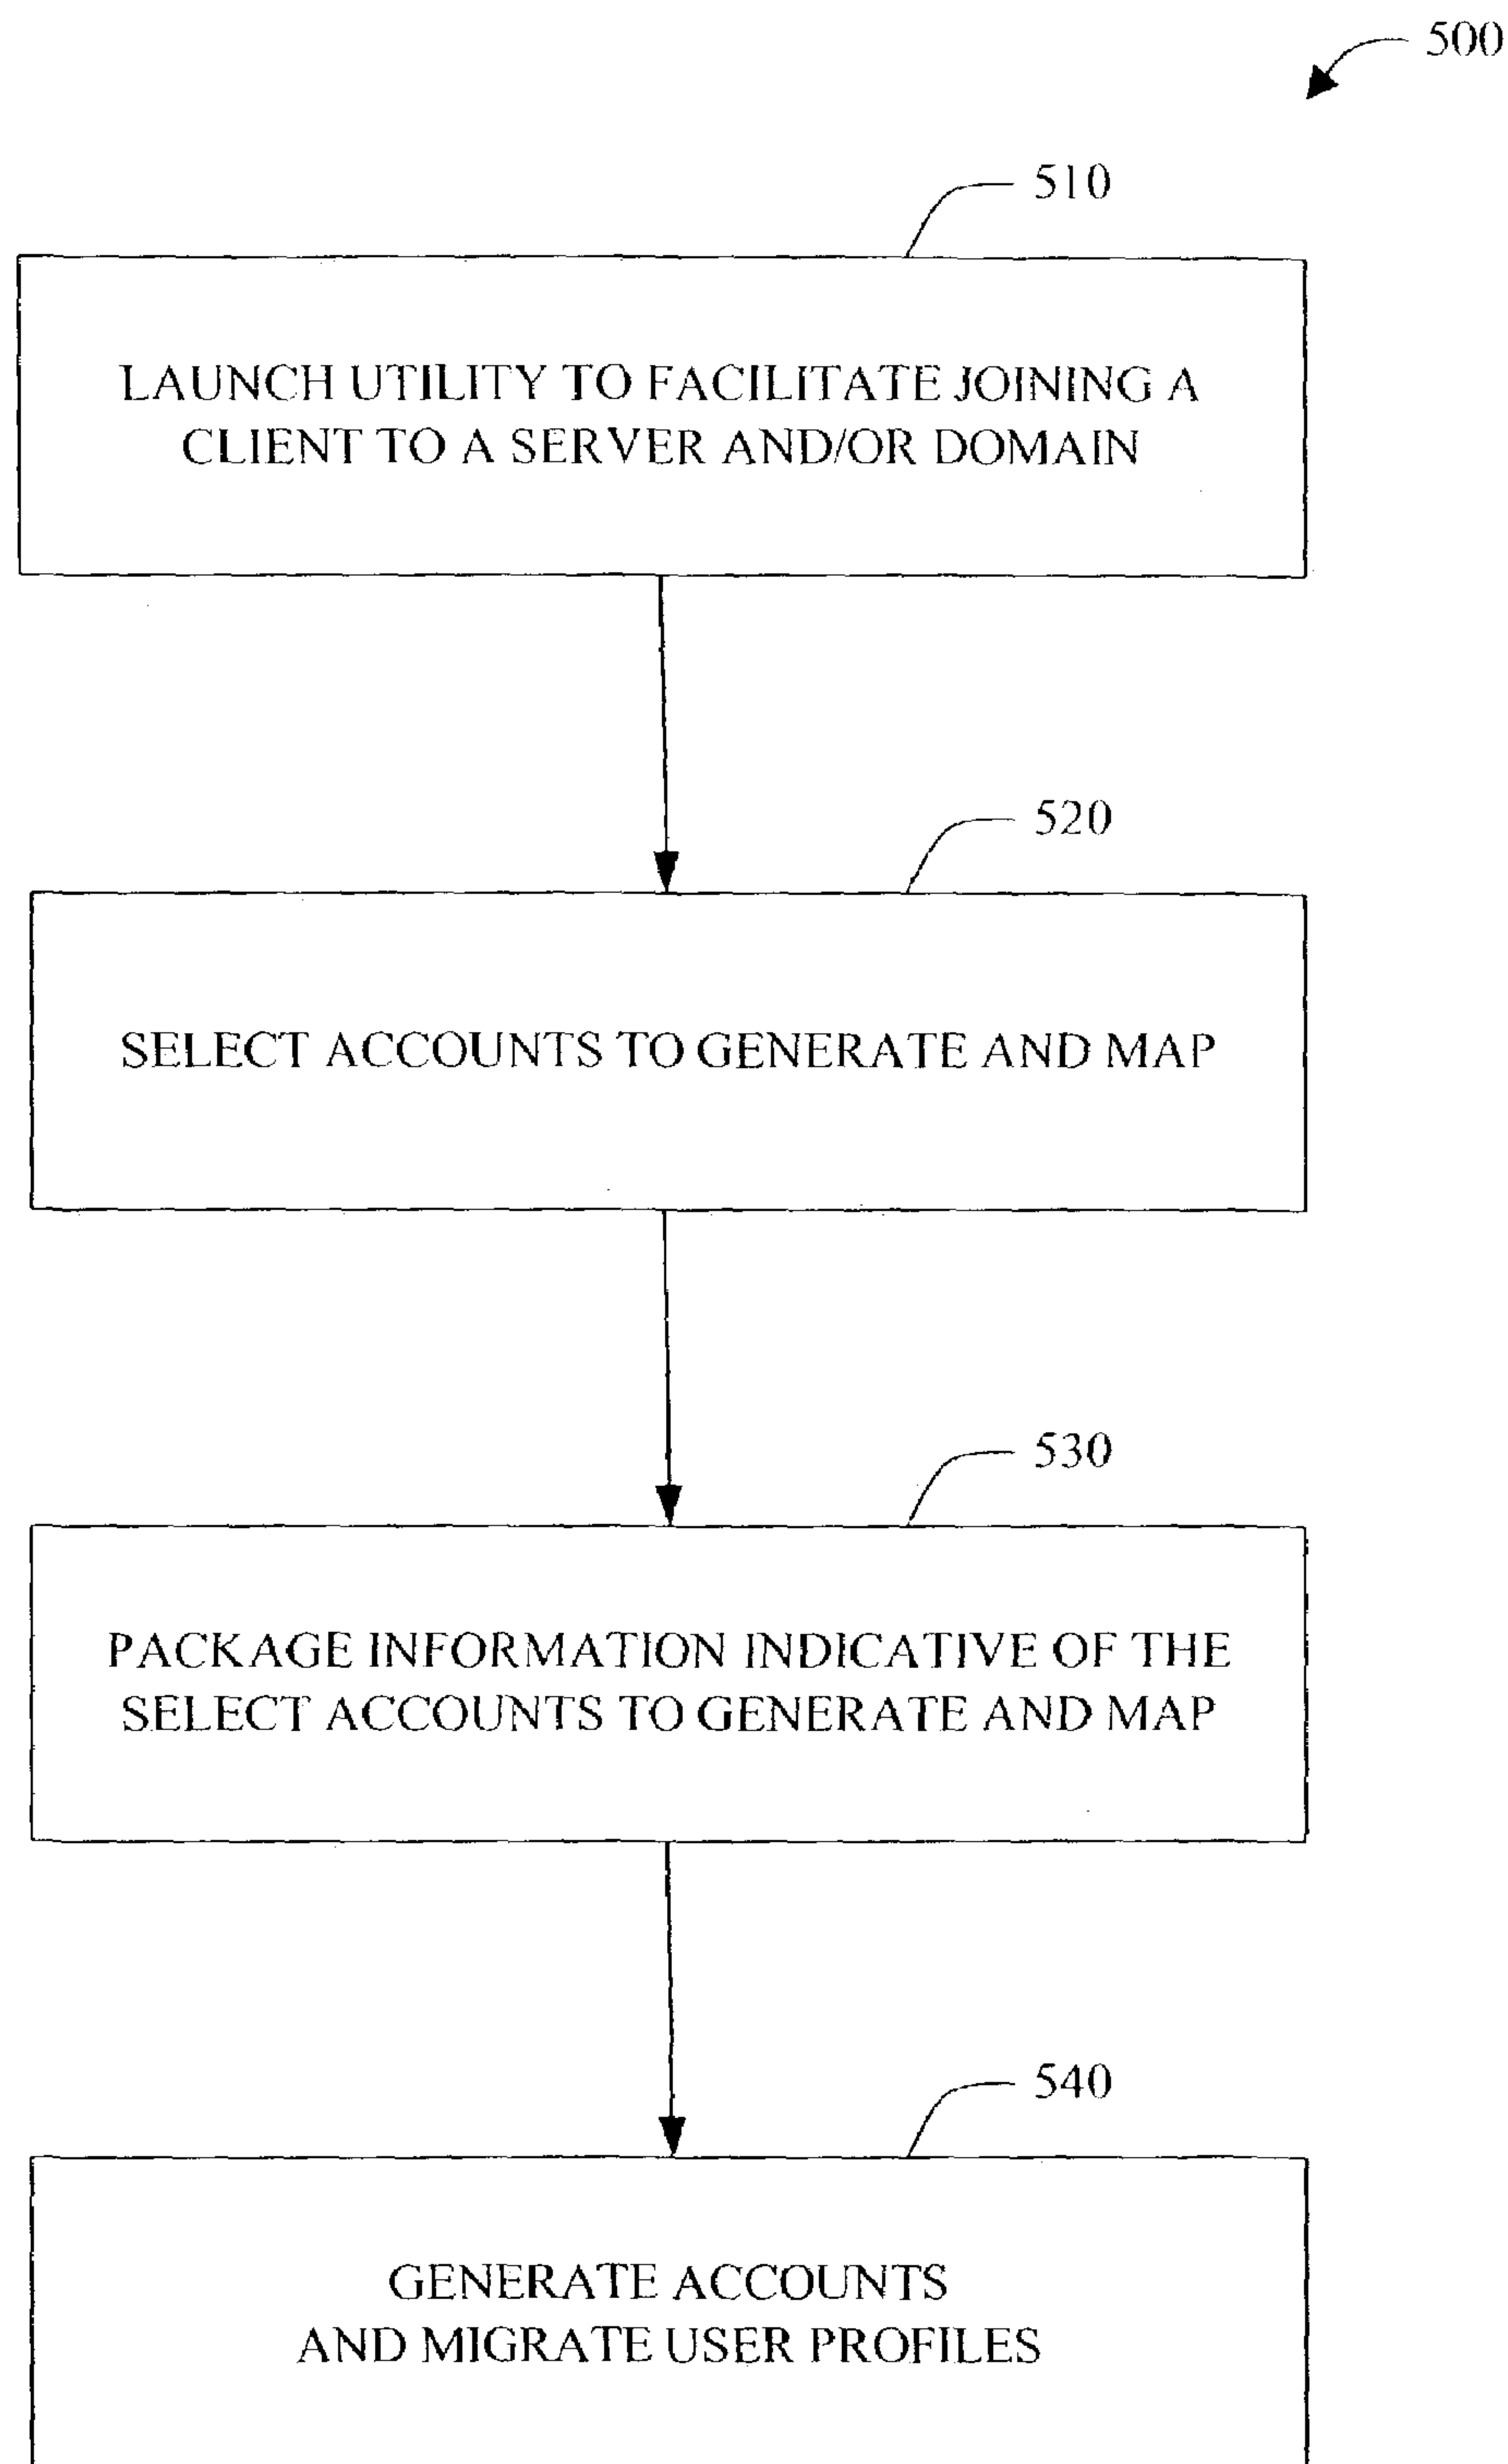 500
510
LAUNCH UTILITY TO FACILITATE JOINING A
CLIENT TO A SERVER AND/OR DOMAIN
520
SELECT ACCOUNTS TO GENERATE AND MAP
530
PACKAGE INFORMATION INDICATIVE OF THE
SELECT ACCOUNTS TO GENERATE AND MAP
540
GENERATE ACCOUNTS
AND MIGRATE USER PROFILES